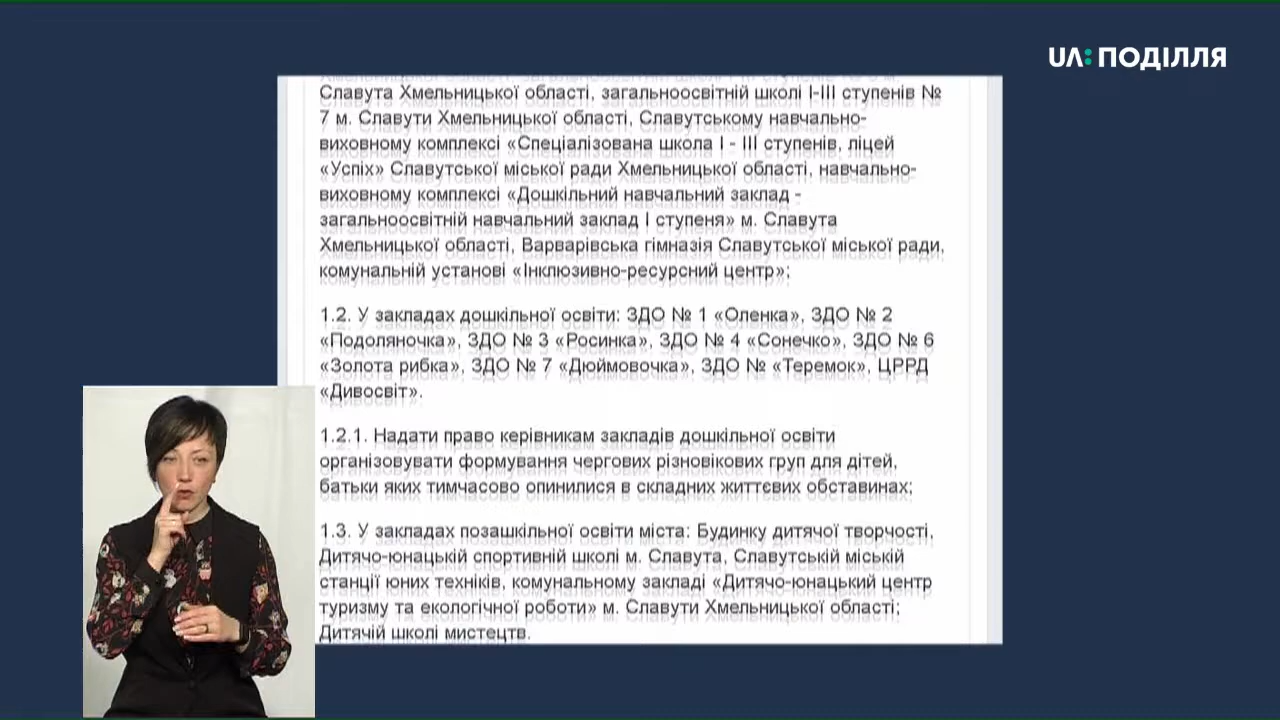 UA: ПОДІЛЛЯ
Славута Хмельницької області, загальноосвітній школі І-ІІІ ступенів №
7 м. Славути Хмельницької області, Славутському навчально-
виховному комплексі «Спеціалізована школа І - ІІІ ступенів, ліцей
«Успіх» Славутської міської ради Хмельницької області, навчально-
виховному комплексі «Дошкільний навчальний заклад -
загальноосвітній навчальний заклад І ступеня» м. Славута
Хмельницької області, Варварівська гімназія Славутської міської ради,
комунальній установі «Інклюзивно-ресурсний центр»;
1.2. У закладах дошкільної освіти: ЗДО № 1 «Оленка», ЗДО № 2
«Подоляночка», ЗДО № 3 «Росинка», ЗДО № 4 «Сонечко», ЗДО № 6
«Золота рибка», ЗДО № 7 «Дюймовочка», ЗДО № «Теремок», ЦРРД
«Дивосвіт».
1.2.1. Надати право керівникам закладів дошкільної освіти
організовувати формування чергових різновікових груп для дітей,
батьки яких тимчасово опинилися в складних життєвих обставинах;
1.3. У закладах позашкільної освіти міста: Будинку дитячої творчості,
Дитячо-юнацькій спортивній школі м. Славута, Славутській міській
станції юних техніків, комунальному закладі «Дитячо-юнацький центр
туризму та екологічної роботи» м. Славути Хмельницької області;
Дитячій школі мистецтв.